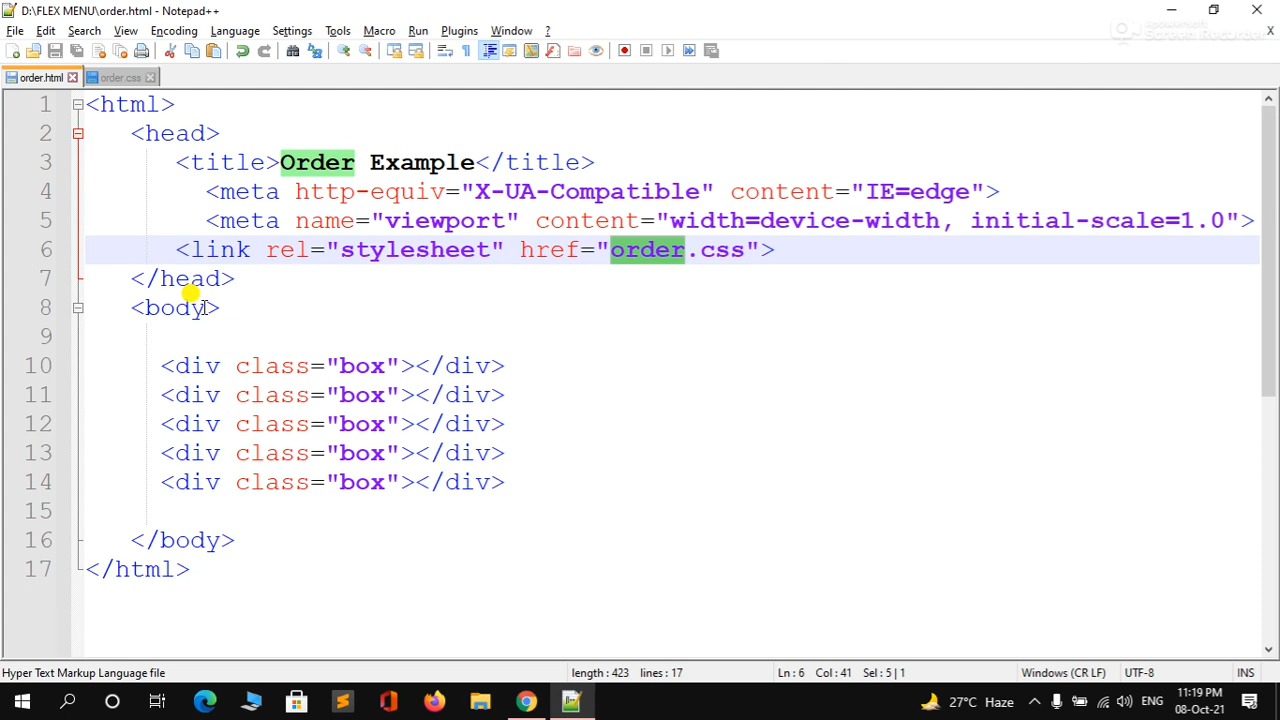 D:\FLEX MENU\order.html - Notepad++
File Edit Search View Encoding Language Settings Tools Macro Run Plugins Window ? X
Apowersoft
Screen Recorder
order.html order.css
1 <html>
2 <head>
3 <title>Order Example</title>
4 <meta http-equiv="X-UA-Compatible" content="IE=edge">
5 <meta name="viewport" content="width=device-width, initial-scale=1.0">
6 <link rel="stylesheet" href="order.css">
7 </head>
8 <body>
9
10 <div class="box"></div>
11 <div class="box"></div>
12 <div class="box"></div>
13 <div class="box"></div>
14 <div class="box"></div>
15
16 </body>
17 </html>
Hyper Text Markup Language file length : 423 lines : 17 Ln : 6 Col : 41 Sel : 5 | 1 Windows (CR LF) UTF-8 INS
27°C Haze ENG 11:19 PM
08-Oct-21